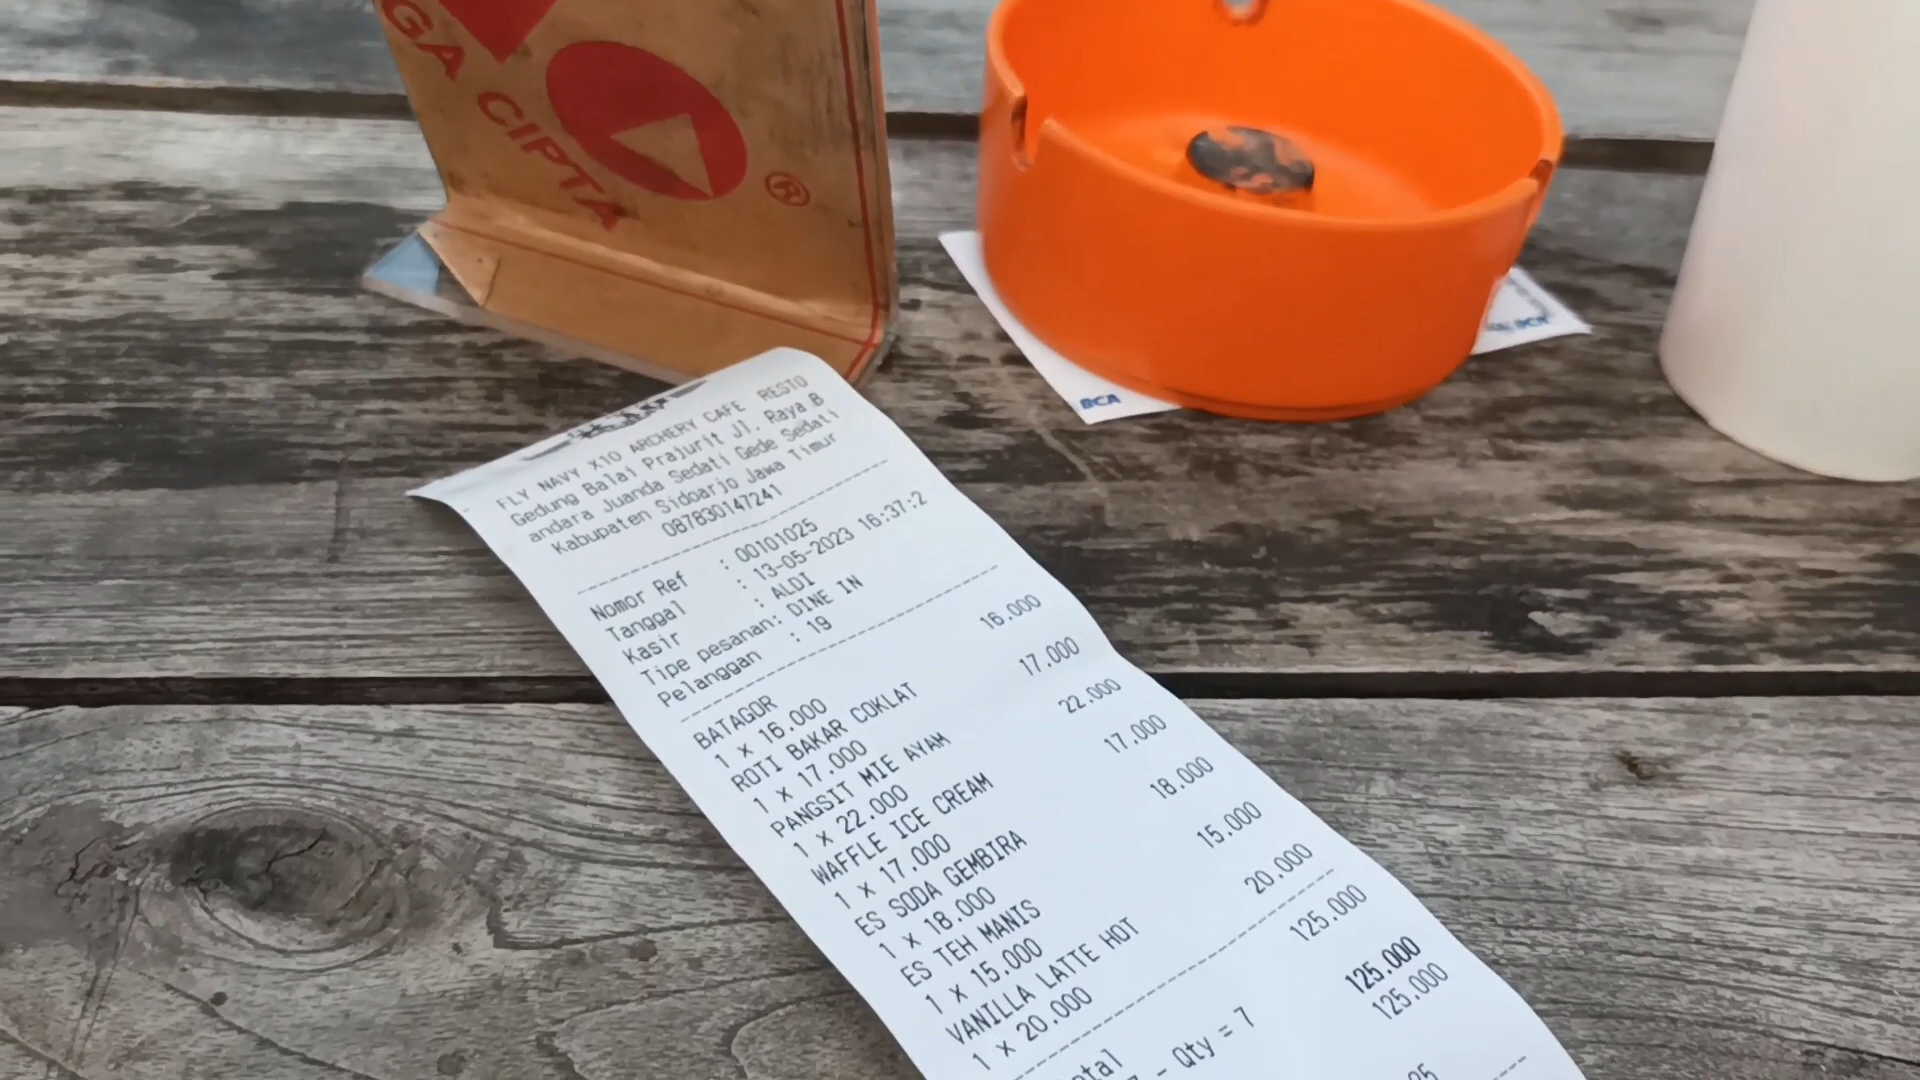 GA CIPTA
®
BCA
BCA
FLY NAVY X10 ARCHERY CAFE RESTO
Gedung Balai Prajurit Jl. Raya B
andara Juanda Sedati Gede Sedati
Kabupaten Sidoarjo Jawa Timur
087830147241
Nomor Ref : 00101025
Tanggal : 13-05-2023 16:37:2
Kasir : ALDI
Tipe pesanan: DINE IN
Pelanggan : 19
BATAGOR
1 x 16.000 16.000
ROTI BAKAR COKLAT
1 x 17.000 17.000
PANGSIT MIE AYAM
1 x 22.000 22.000
WAFFLE ICE CREAM
1 x 17.000 17.000
ES SODA GEMBIRA
1 x 18.000 18.000
ES TEH MANIS
1 x 15.000 15.000
VANILLA LATTE HOT
1 x 20.000 20.000
125.000
- Qty = 7 125.000
125.000